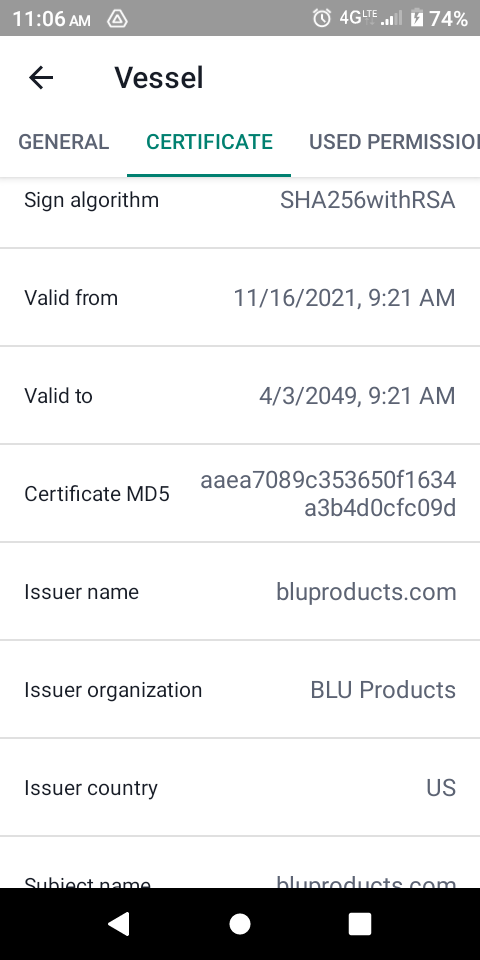 11:06 AM 4G LTE 74%
Vessel
GENERAL CERTIFICATE USED PERMISSIO
Sign algorithm SHA256withRSA
Valid from 11/16/2021, 9:21 AM
Valid to 4/3/2049, 9:21 AM
Certificate MD5 aaea7089c353650f1634
a3b4d0cfc09d
Issuer name bluproducts.com
Issuer organization BLU Products
Issuer country US
Subject name bluproducts.com